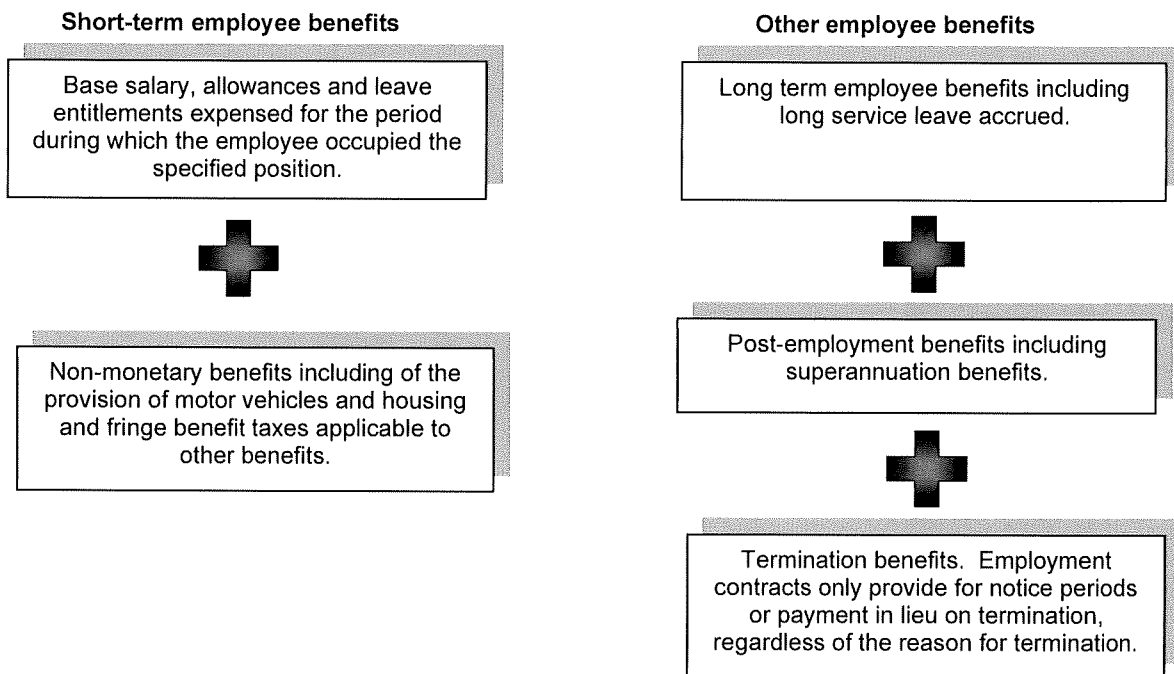 Short-term employee benefits
Base salary, allowances and leave
entitlements expensed for the period
during which the employee occupied the
specified position.
Non-monetary benefits including of the
provision of motor vehicles and housing
and fringe benefit taxes applicable to
other benefits.
Other employee benefits
Long term employee benefits including
long service leave accrued.
Post-employment benefits including
superannuation benefits.
Termination benefits.  Employment
contracts only provide for notice periods
or payment in lieu on termination,
regardless of the reason for termination.